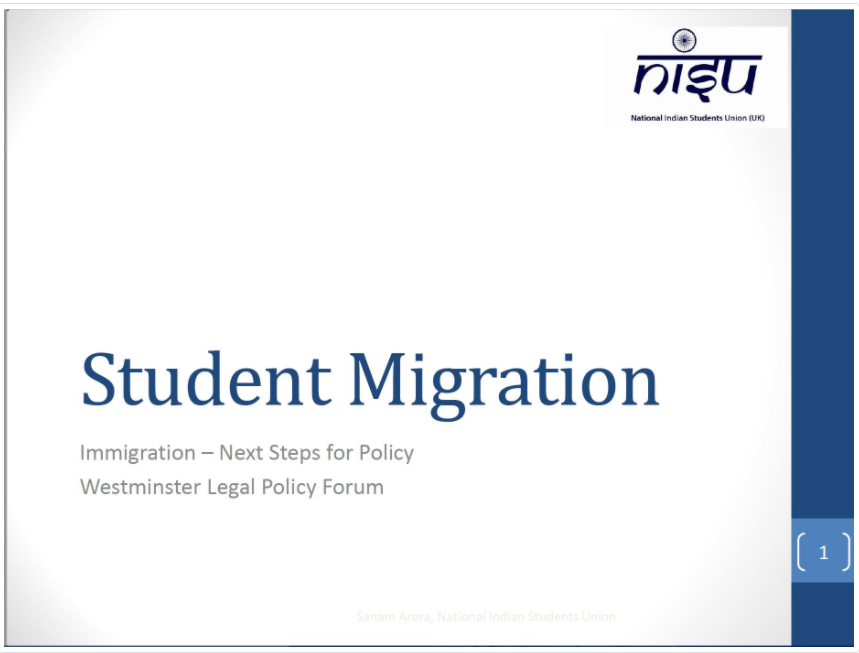 nisu
National Indian Students Union (UK)
Student Migration
Immigration – Next Steps for Policy
Westminster Legal Policy Forum
1
Sanam Arora, National Indian Students Union